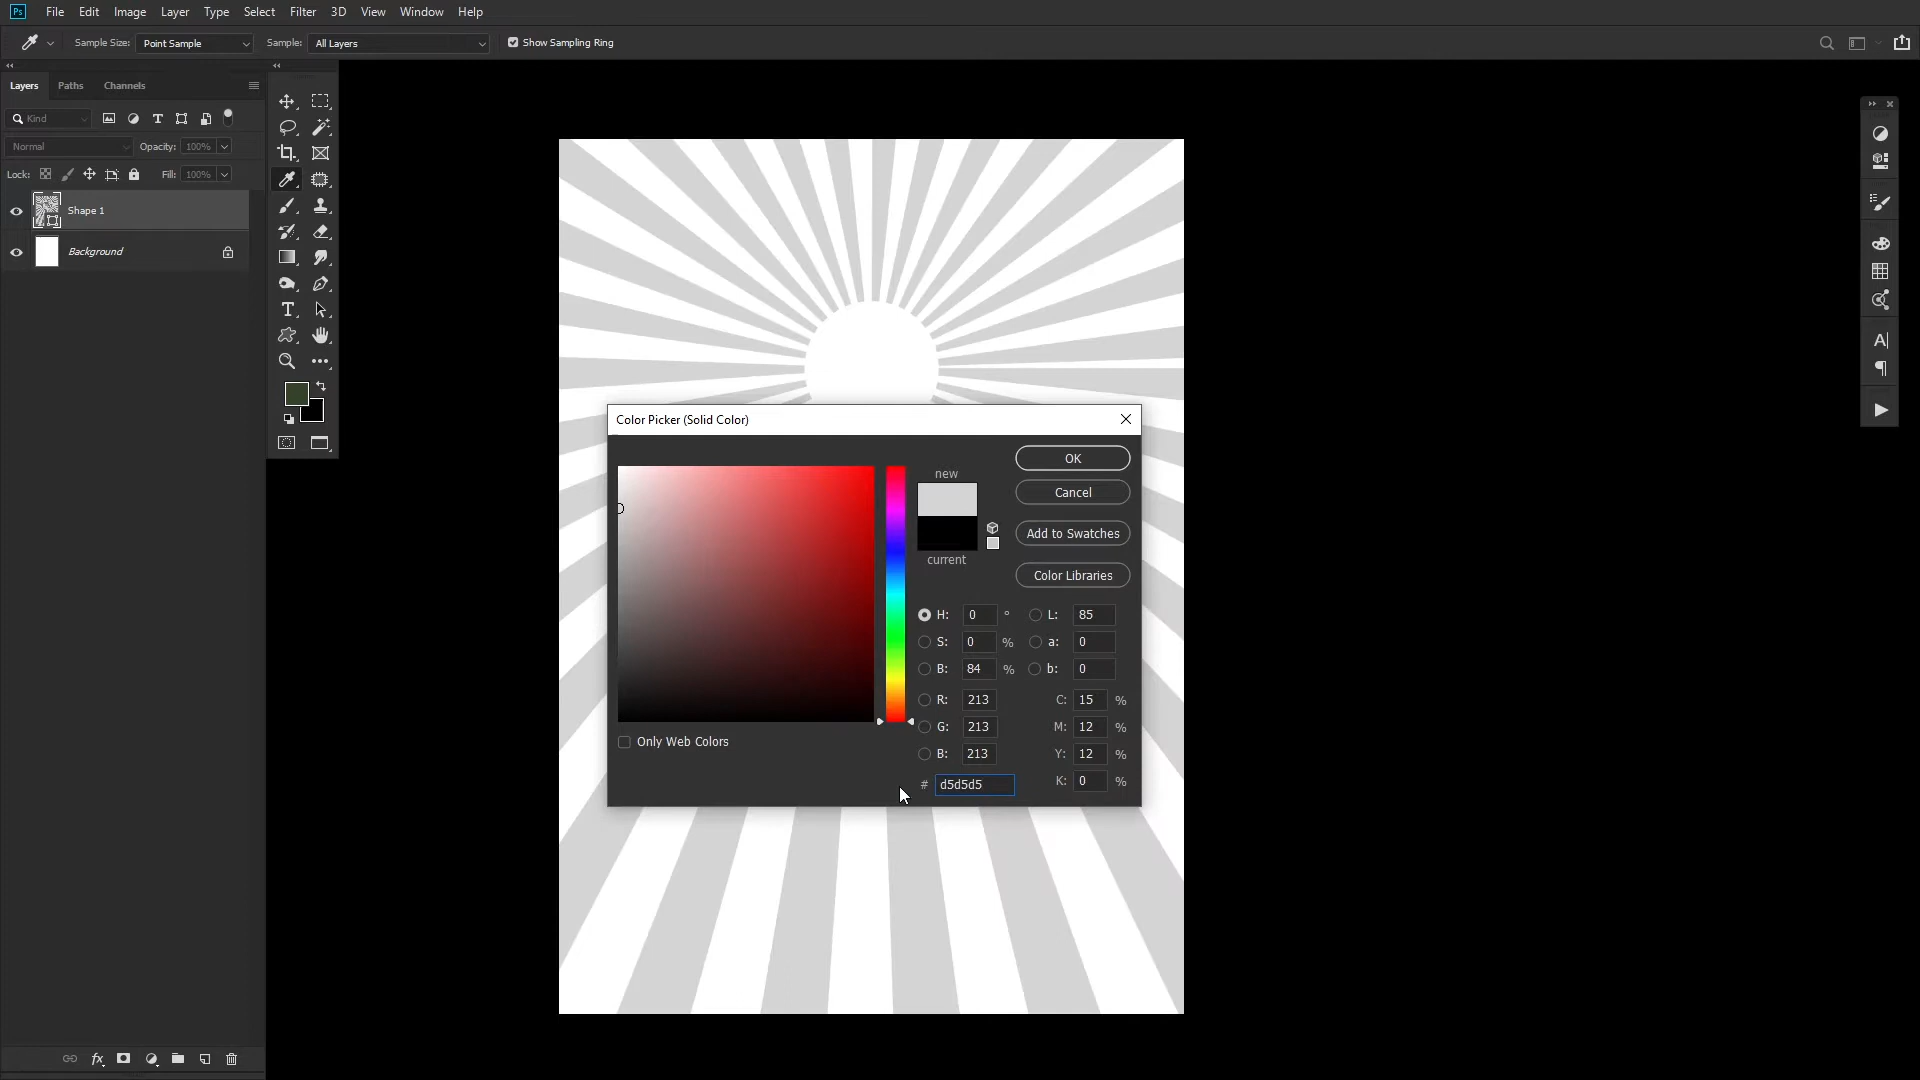 Ps File Edit Image Layer Type Select Filter 3D View Window Help
Sample Size: Point Sample Sample: All Layers Show Sampling Ring
Layers Paths Channels
Kind
Normal Opacity: 100%
Lock: Fill: 100%
Shape 1
Background
Color Picker (Solid Color)
new
current
OK
Cancel
Add to Swatches
Color Libraries
H: 0 ° L: 85
S: 0 % a: 0
B: 84 % b: 0
R: 213 C: 15 %
G: 213 M: 12 %
B: 213 Y: 12 %
# d5d5d5 K: 0 %
Only Web Colors